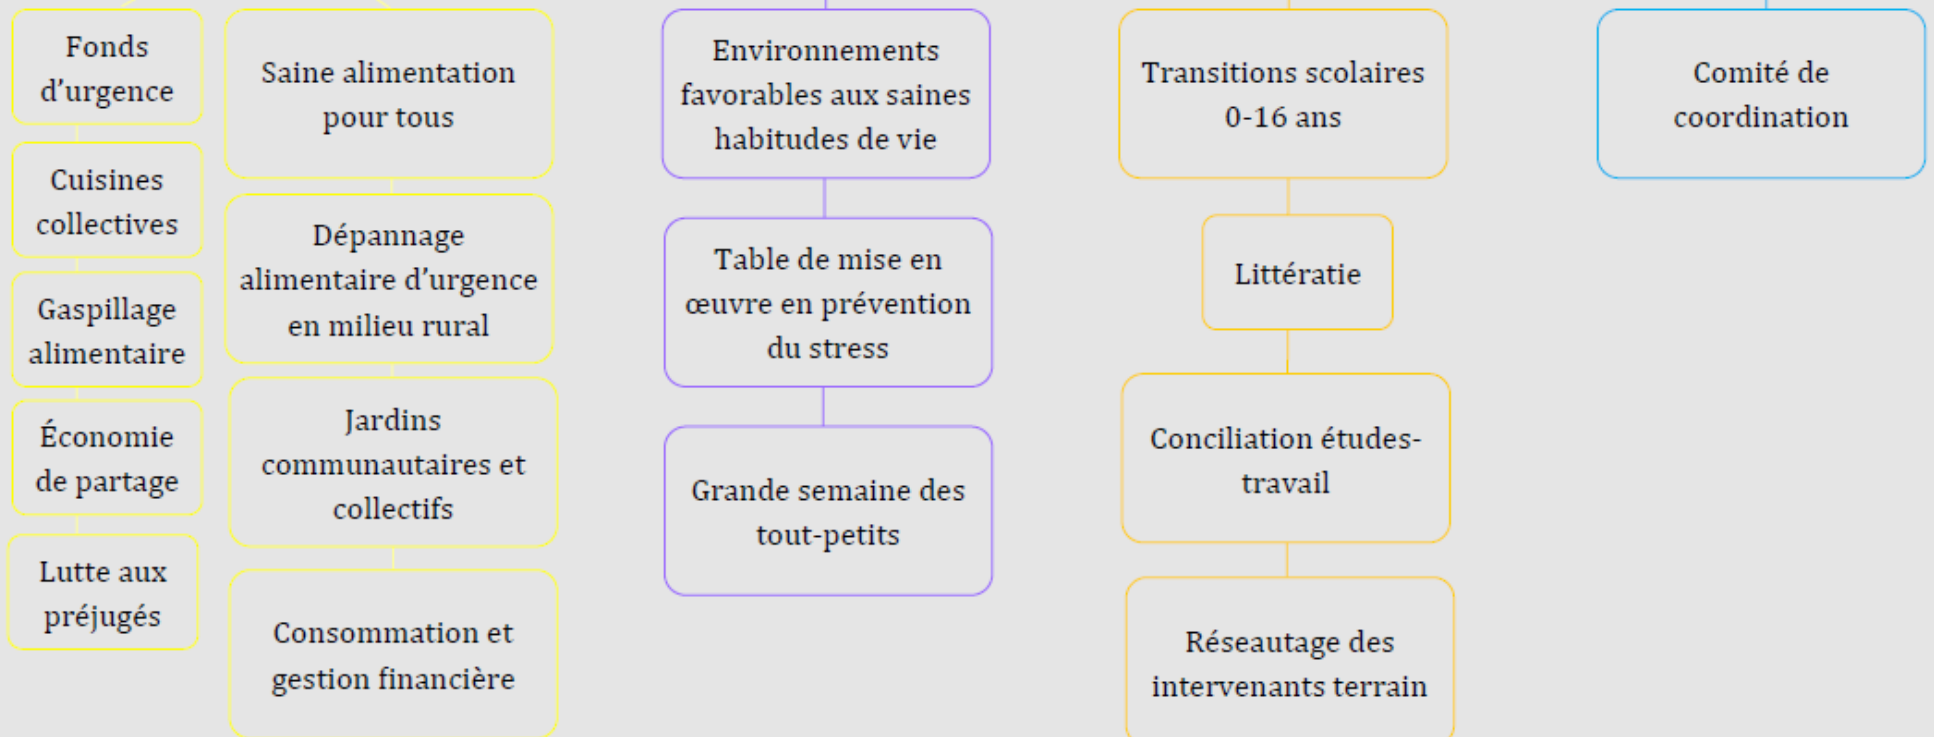 Fonds
d’urgence
Cuisines
collectives
Gaspillage
alimentaire
Économie
de partage
Lutte aux
préjugés
Saine alimentation
pour tous
Dépannage
alimentaire d’urgence
en milieu rural
Jardins
communautaires et
collectifs
Consommation et
gestion financière
Environnements
favorables aux saines
habitudes de vie
Table de mise en
œuvre en prévention
du stress
Grande semaine des
tout-petits
Transitions scolaires
0-16 ans
Littératie
Conciliation études-
travail
Réseautage des
intervenants terrain
Comité de
coordination